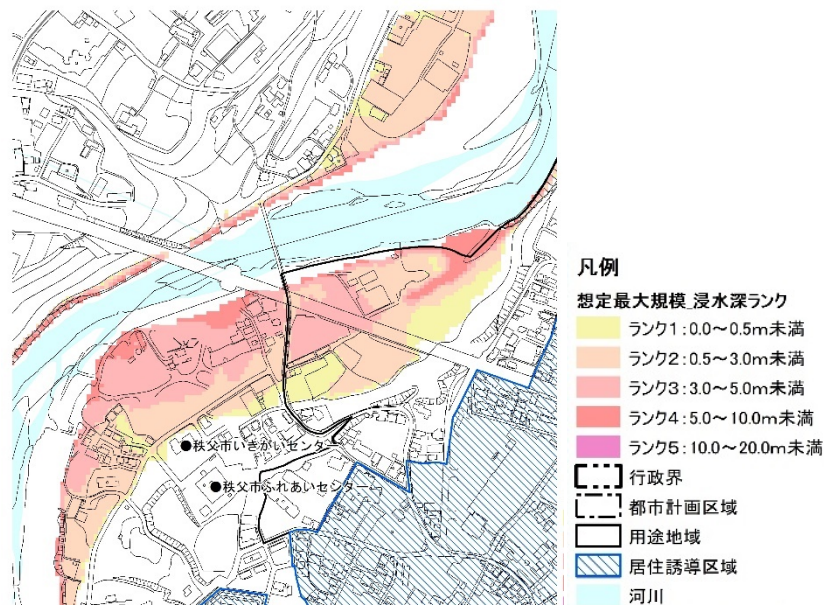 ●秩父市いきがいセンター
●秩父市ふれあいセンター
凡例
想定最大規模_浸水深ランク
ランク1:0.0～0.5m未満
ランク2:0.5～3.0m未満
ランク3:3.0～5.0m未満
ランク4:5.0～10.0m未満
ランク5:10.0～20.0m未満
行政界
都市計画区域
用途地域
居住誘導区域
河川